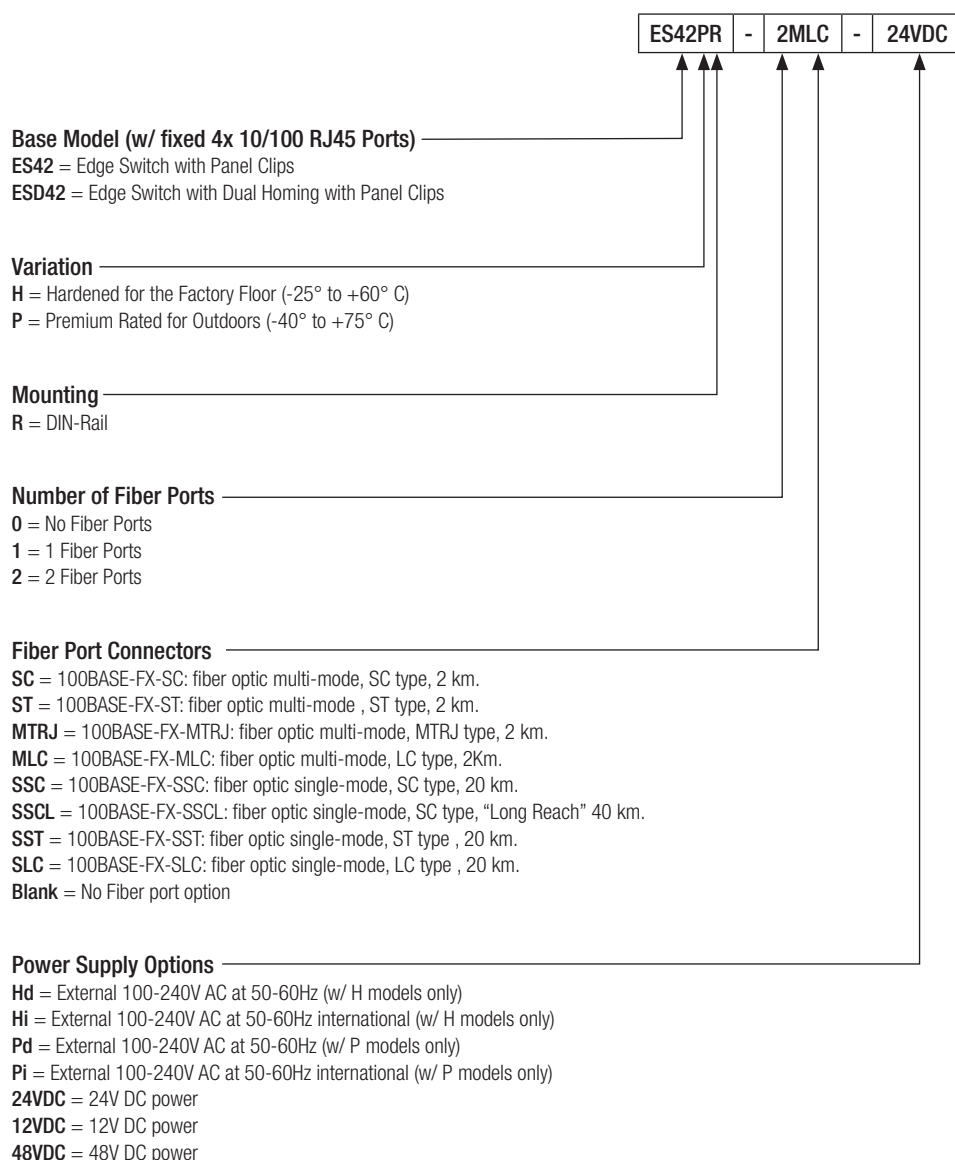 ES42PR - 2MLC - 24VDC
Base Model (w/ fixed 4x 10/100 RJ45 Ports)
ES42 = Edge Switch with Panel Clips
ESD42 = Edge Switch with Dual Homing with Panel Clips
Variation
H = Hardened for the Factory Floor (-25° to +60° C)
P = Premium Rated for Outdoors (-40° to +75° C)
Mounting
R = DIN-Rail
Number of Fiber Ports
0 = No Fiber Ports
1 = 1 Fiber Ports
2 = 2 Fiber Ports
Fiber Port Connectors
SC = 100BASE-FX-SC: fiber optic multi-mode, SC type, 2 km.
ST = 100BASE-FX-ST: fiber optic multi-mode , ST type, 2 km.
MTRJ = 100BASE-FX-MTRJ: fiber optic multi-mode, MTRJ type, 2 km.
MLC = 100BASE-FX-MLC: fiber optic multi-mode, LC type, 2Km.
SSC = 100BASE-FX-SSC: fiber optic single-mode, SC type, 20 km.
SSCL = 100BASE-FX-SSCL: fiber optic single-mode, SC type, “Long Reach” 40 km.
SST = 100BASE-FX-SST: fiber optic single-mode, ST type , 20 km.
SLC = 100BASE-FX-SLC: fiber optic single-mode, LC type , 20 km.
Blank = No Fiber port option
Power Supply Options
Hd = External 100-240V AC at 50-60Hz (w/ H models only)
Hi = External 100-240V AC at 50-60Hz international (w/ H models only)
Pd = External 100-240V AC at 50-60Hz (w/ P models only)
Pi = External 100-240V AC at 50-60Hz international (w/ P models only)
24VDC = 24V DC power
12VDC = 12V DC power
48VDC = 48V DC power